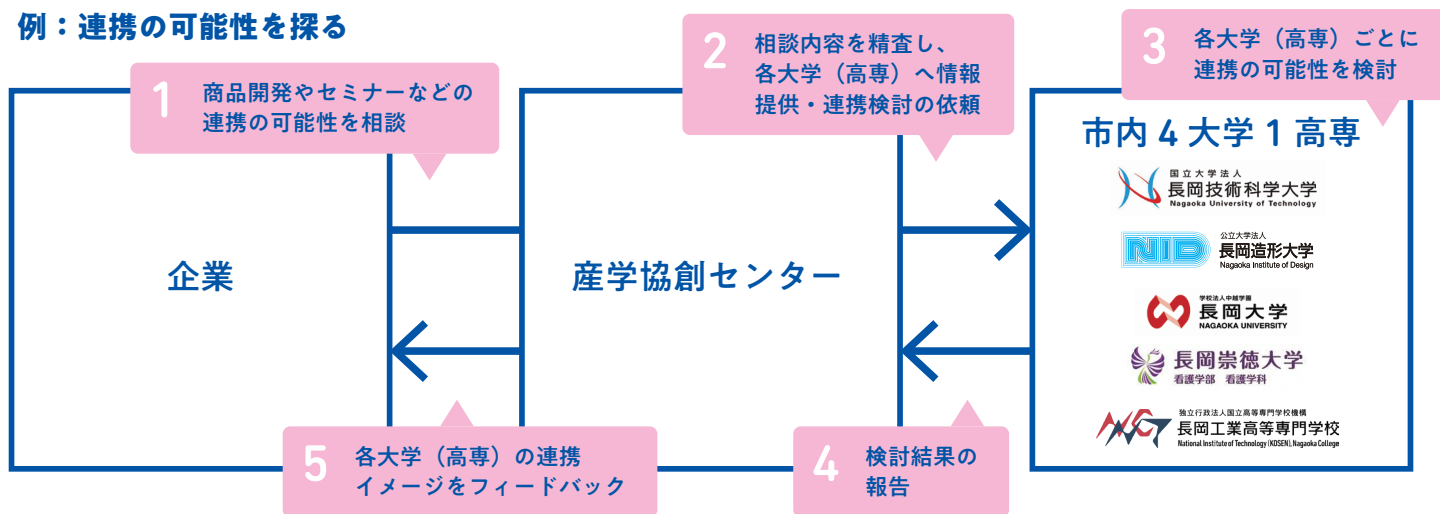 例：連携の可能性を探る
1
商品開発やセミナーなどの
連携の可能性を相談
2
相談内容を精査し、
各大学（高専）へ情報
提供・連携検討の依頼
3
各大学（高専）ごとに
連携の可能性を検討
企業
産学協創センター
市内4大学1高専
国立大学法人
長岡技術科学大学
Nagaoka University of Technology
NID
公立大学法人
長岡造形大学
Nagaoka Institute of Design
学校法人中越学園
長岡大学
NAGAOKA UNIVERSITY
長岡崇徳大学
看護学部 看護学科
独立行政法人国立高等専門学校機構
長岡工業高等専門学校
National Institute of Technology (KOSEN), Nagaoka College
5
各大学（高専）の連携
イメージをフィードバック
4
検討結果の
報告